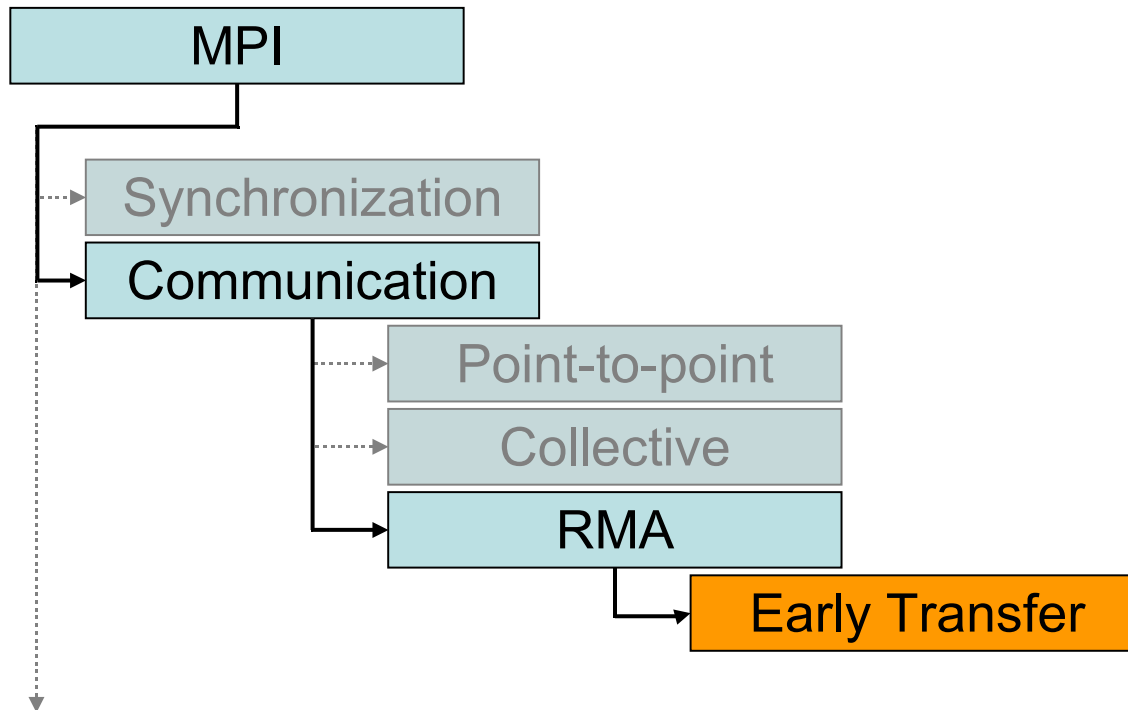 MPI
Synchronization
Communication
Point-to-point
Collective
RMA
Early Transfer